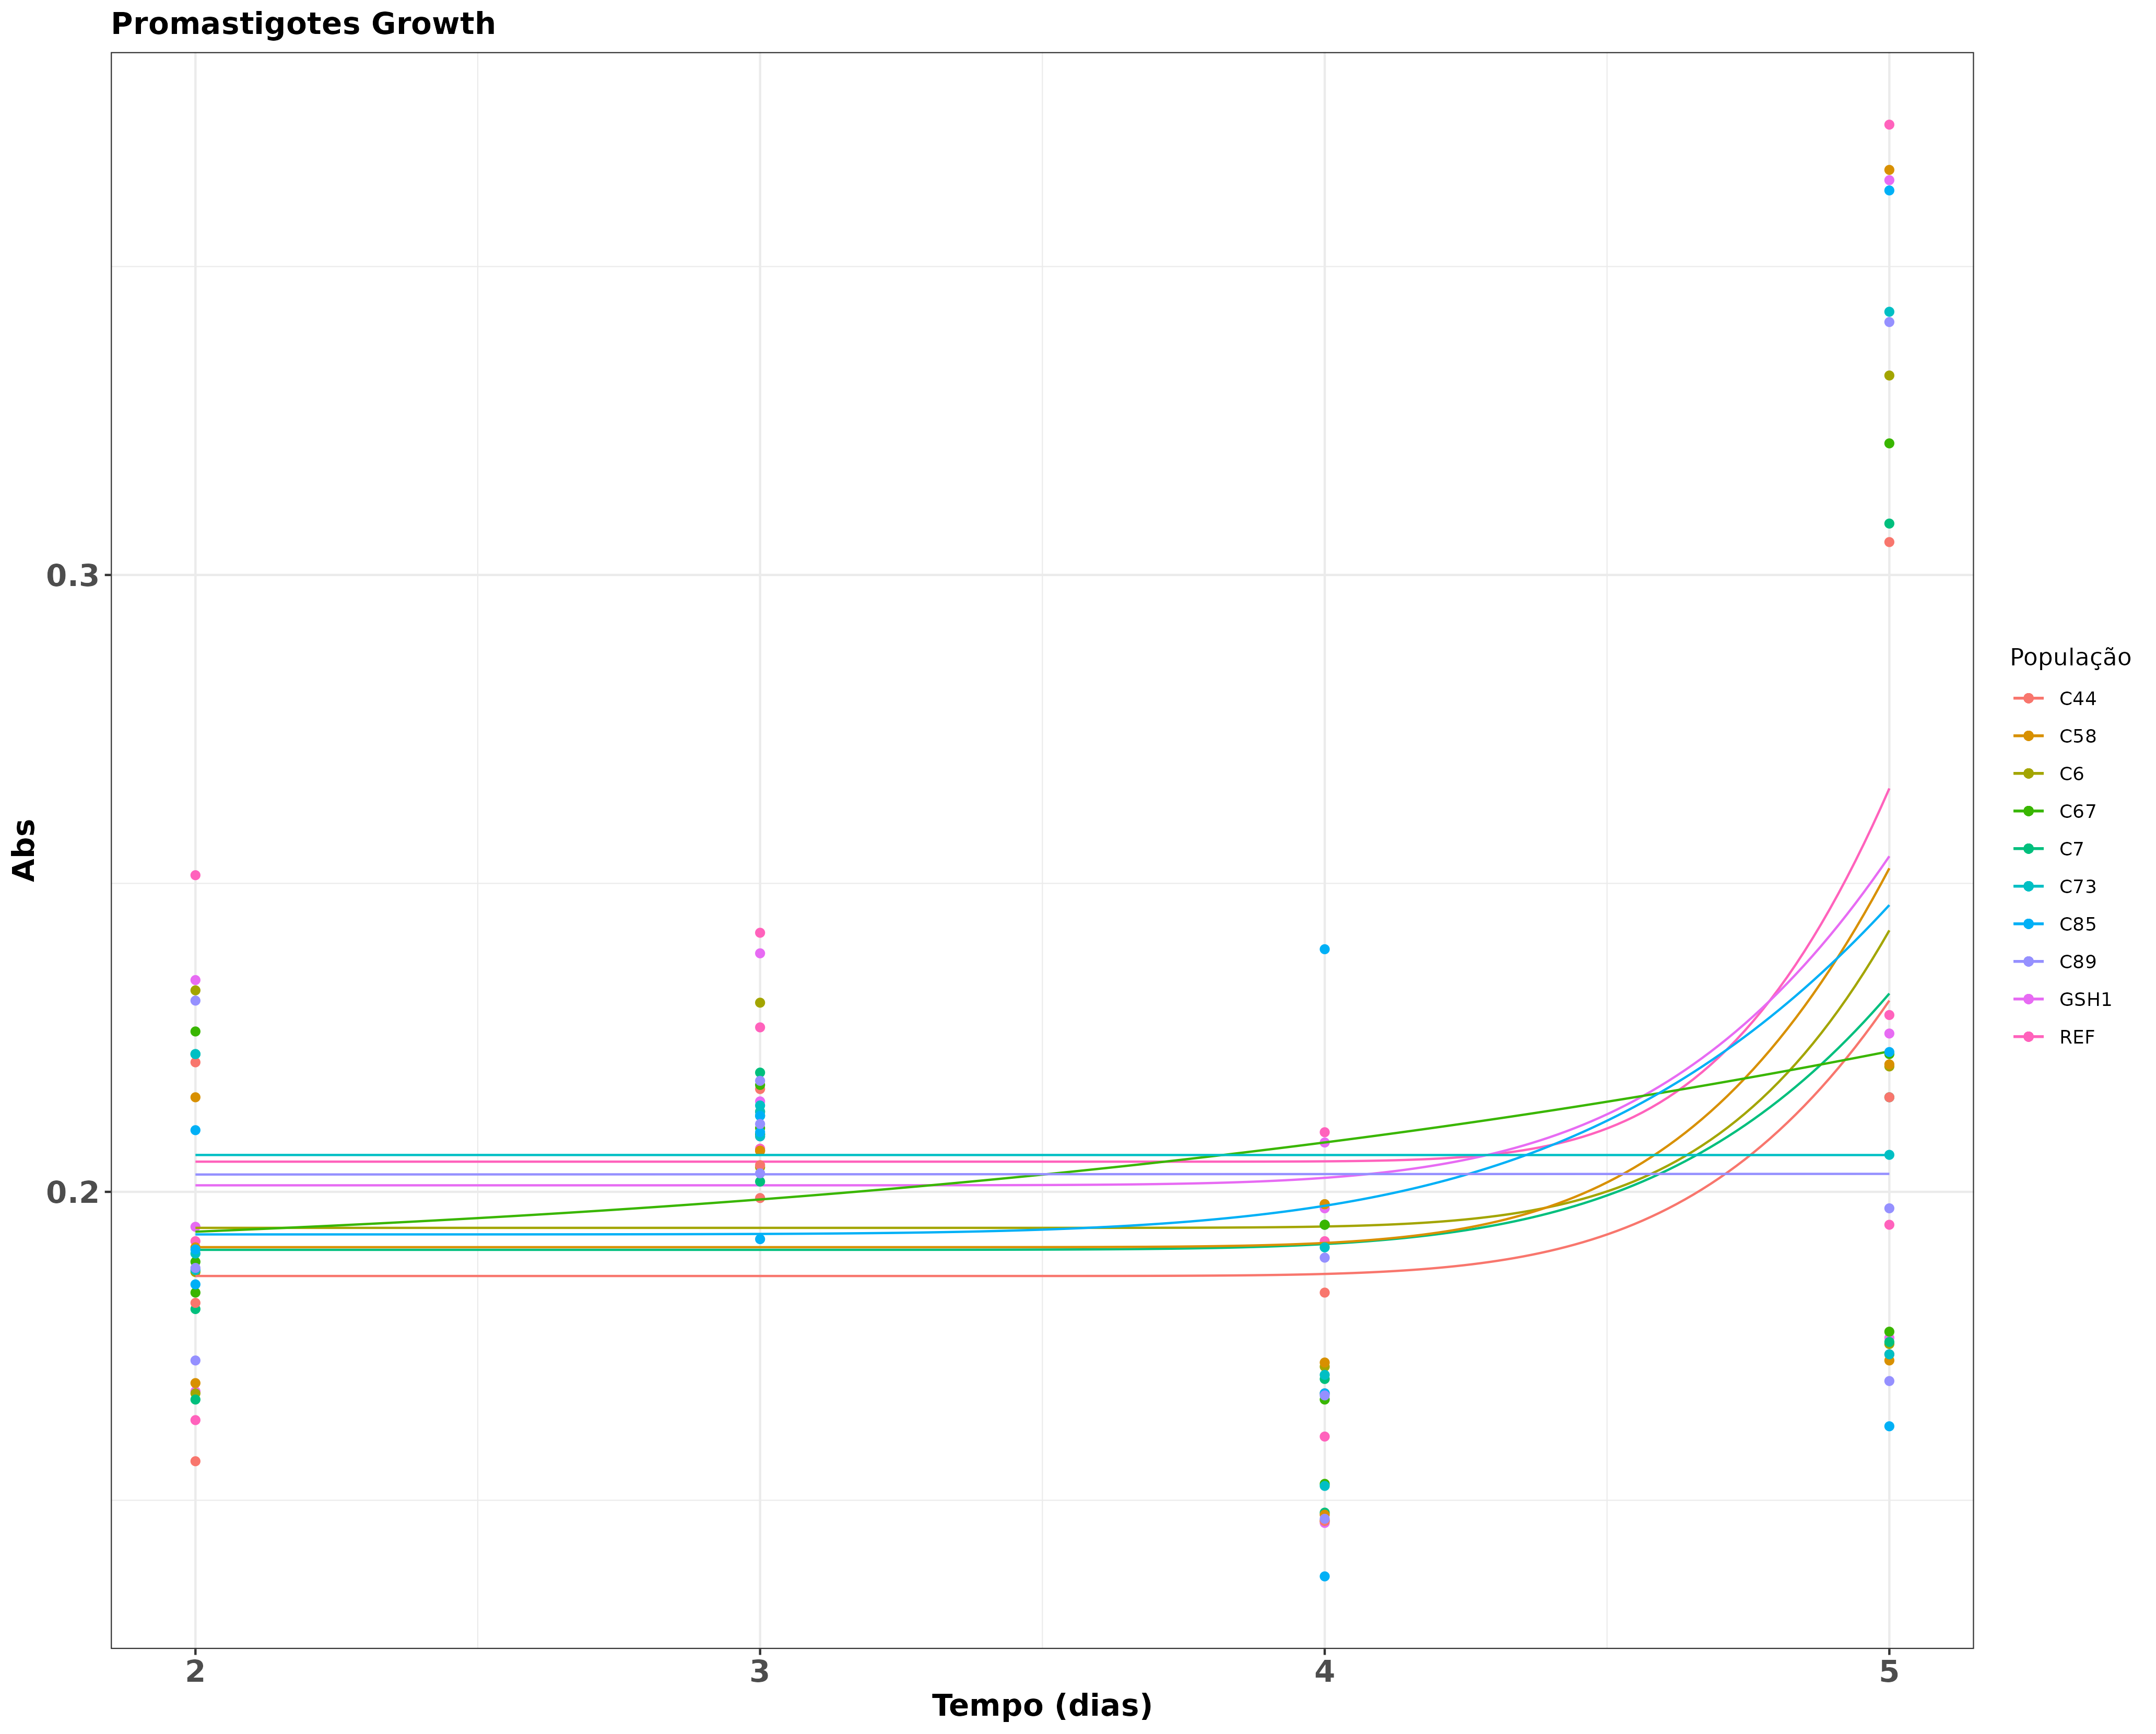 Promastigotes Growth
0.3
0.2
Abs
2
3
4
5
Tempo (dias)
População
C44
C58
C6
C67
C7
C73
C85
C89
GSH1
REF